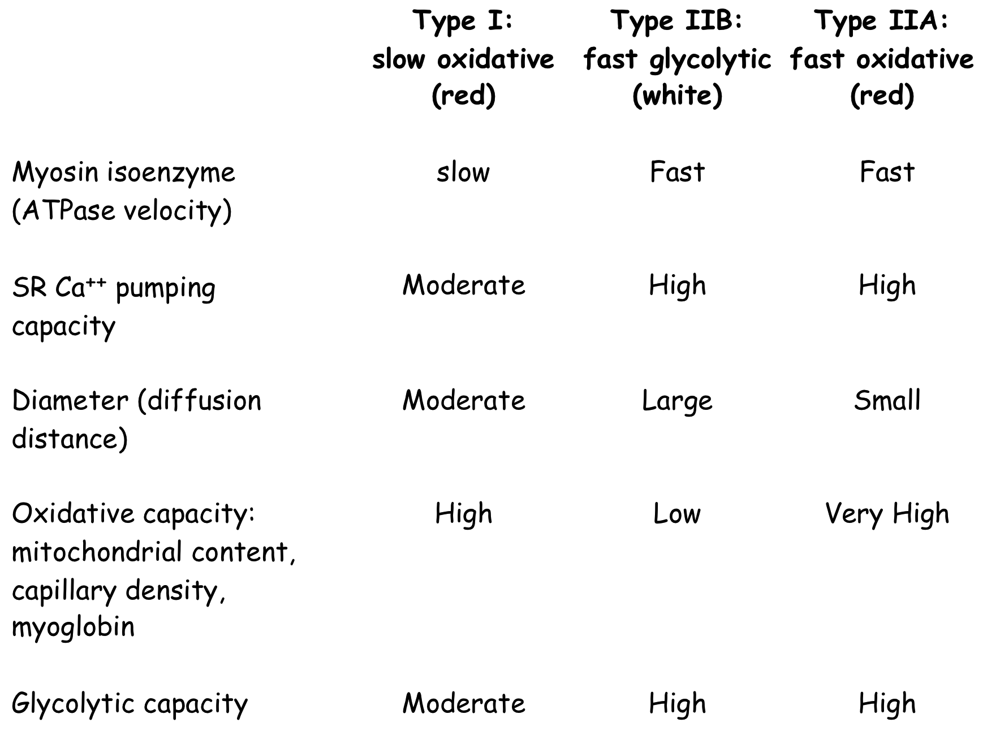 Type I: Type IIB: Type IIA:
slow oxidative fast glycolytic fast oxidative
(red) (white) (red)
Myosin isoenzyme slow Fast Fast
(ATPase velocity)
SR Ca⁺⁺ pumping Moderate High High
capacity
Diameter (diffusion Moderate Large Small
distance)
Oxidative capacity: High Low Very High
mitochondrial content,
capillary density,
myoglobin
Glycolytic capacity Moderate High High